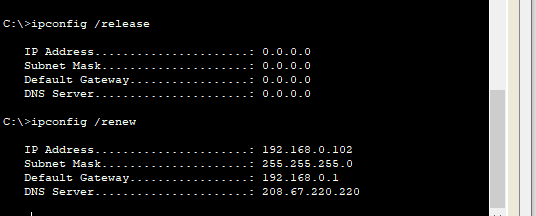 C:\>ipconfig /release
IP Address......................: 0.0.0.0
Subnet Mask.....................: 0.0.0.0
Default Gateway.................: 0.0.0.0
DNS Server......................: 0.0.0.0
C:\>ipconfig /renew
IP Address......................: 192.168.0.102
Subnet Mask.....................: 255.255.255.0
Default Gateway.................: 192.168.0.1
DNS Server......................: 208.67.220.220